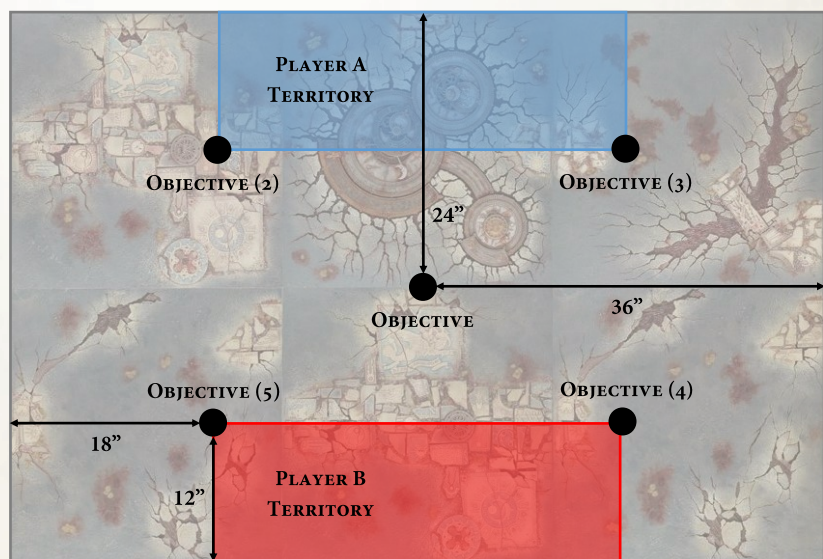 Player A
Territory
Objective (2)
Objective (3)
24”
Objective
36”
Objective (5)
Objective (4)
18”
12”
Player B
Territory